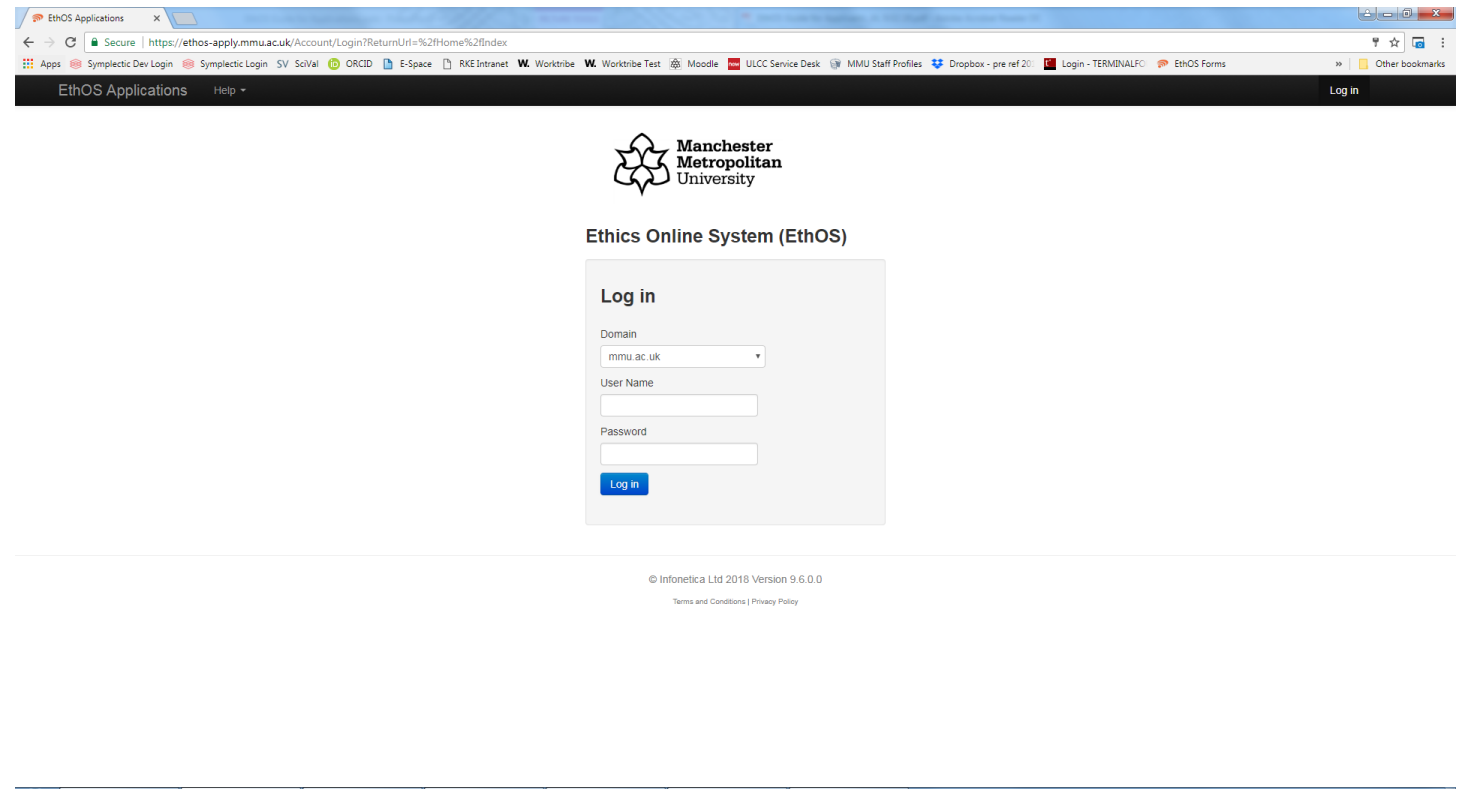 EthOS Applications
Secure | https://ethos-apply.mmu.ac.uk/Account/Login?ReturnUrl=%2fHome%2fIndex
Apps Symplectic Dev Login Symplectic Login SV SciVal iD ORCID E-Space RKE Intranet W. Worktribe W. Worktribe Test Moodle now ULCC Service Desk MMU Staff Profiles Dropbox - pre ref 20 Login - TERMINALFO EthOS Forms » Other bookmarks
EthOS Applications Help Log in
Manchester
Metropolitan
University
Ethics Online System (EthOS)
Log in
Domain
mmu.ac.uk
User Name
Password
Log in
© Infonetica Ltd 2018 Version 9.6.0.0
Terms and Conditions | Privacy Policy